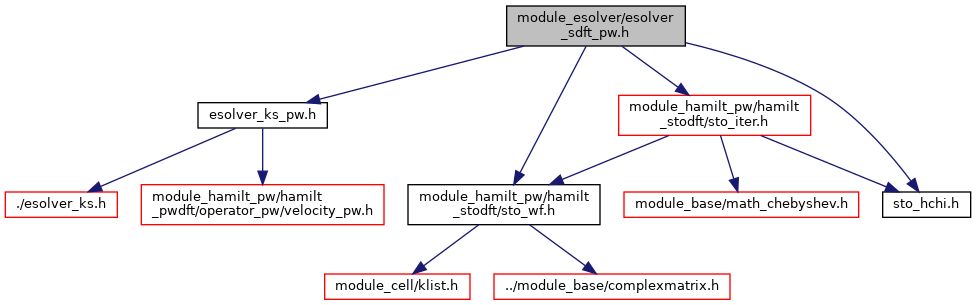 module_esolver/esolver
_sdft_pw.h
esolver_ks_pw.h
module_hamilt_pw/hamilt
_stodft/sto_iter.h
./esolver_ks.h
module_hamilt_pw/hamilt
_pwdft/operator_pw/velocity_pw.h
module_hamilt_pw/hamilt
_stodft/sto_wf.h
module_base/math_chebyshev.h
sto_hchi.h
module_cell/klist.h
../module_base/complexmatrix.h